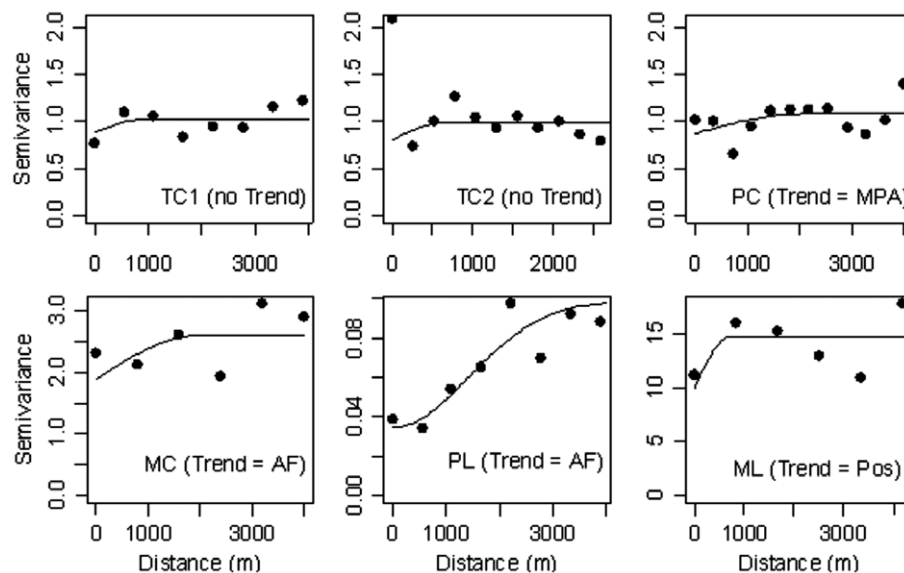 Semivariance
0.0 0.5 1.0 1.5 2.0
TC1 (no Trend)
0 1000 3000
0.0 0.5 1.0 1.5 2.0
TC2 (no Trend)
0 1000 2000
0.0 0.5 1.0 1.5 2.0
PC (Trend = MPA)
0 1000 3000
Semivariance
0.0 1.0 2.0 3.0
MC (Trend = AF)
0 1000 3000
Distance (m)
0.00 0.04 0.08
PL (Trend = AF)
0 1000 3000
Distance (m)
0 5 10 15
ML (Trend = Pos)
0 1000 3000
Distance (m)